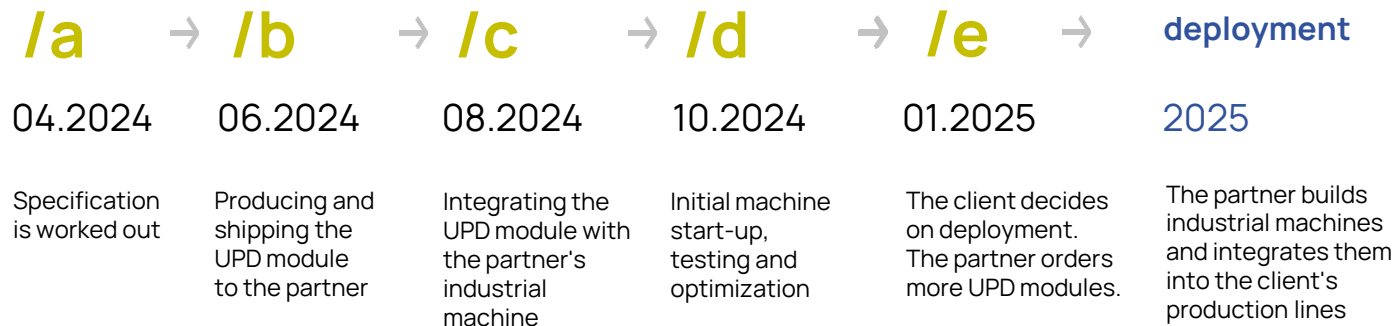 /a → /b → /c → /d → /e → deployment
04.2024
06.2024
08.2024
10.2024
01.2025
2025
Specification
is worked out
Producing and
shipping the
UPD module
to the partner
Integrating the
UPD module with
the partner's
industrial
machine
Initial machine
start-up,
testing and
optimization
The client decides
on deployment.
The partner orders
more UPD modules.
The partner builds
industrial machines
and integrates them
into the client's
production lines